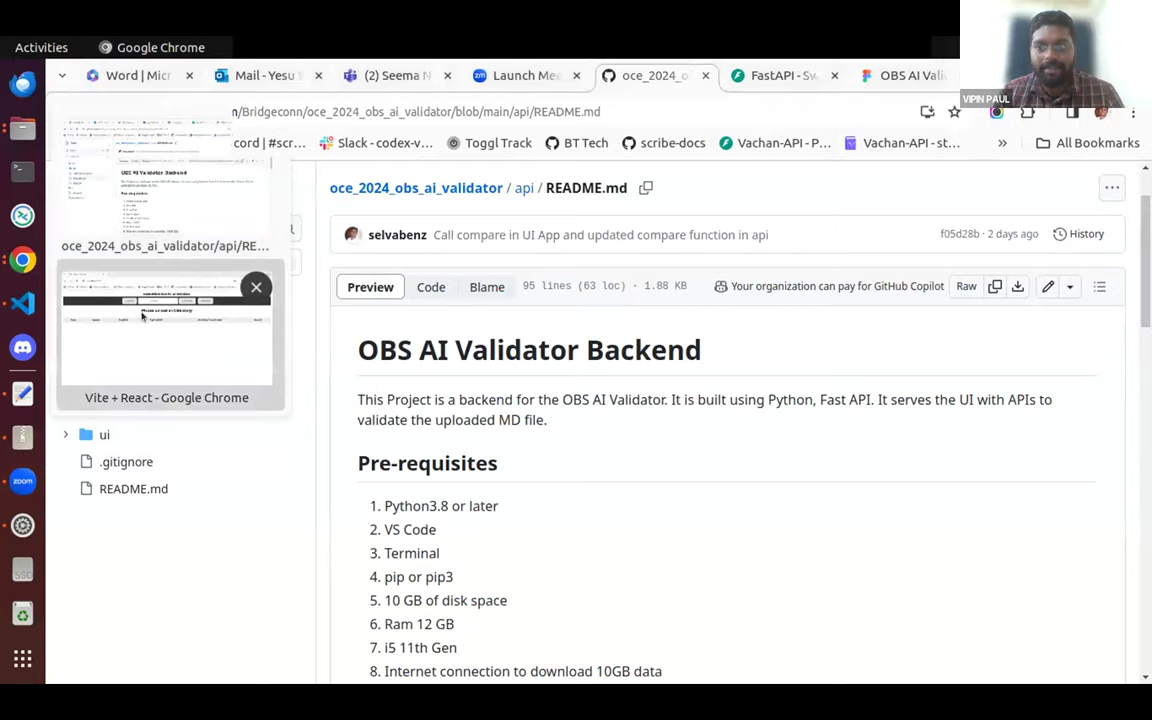 Activities
Google Chrome
Word | Micr
Mail - Yesu
(2) Seema N
Launch Mee
oce_2024_o
FastAPI - Sw
OBS AI Vali
VIPIN PAUL
n/Bridgeconn/oce_2024_obs_ai_validator/blob/main/api/README.md
cord | #scr...
Slack - codex-v...
Toggl Track
BT Tech
scribe-docs
Vachan-API - P...
Vachan-API - st...
»
All Bookmarks
oce_2024_obs_ai_validator / api / README.md
selvabenz
Call compare in UI App and updated compare function in api
f05d28b · 2 days ago
History
Preview
Code
Blame
95 lines (63 loc) · 1.88 KB
Your organization can pay for GitHub Copilot
Raw
OBS AI Validator Backend
oce_2024_obs_ai_validator/api/RE...
Vite + React - Google Chrome
ui
.gitignore
README.md
OBS AI Validator Backend
This Project is a backend for the OBS AI Validator. It is built using Python, Fast API. It serves the UI with APIs to
validate the uploaded MD file.
Pre-requisites
1. Python3.8 or later
2. VS Code
3. Terminal
4. pip or pip3
5. 10 GB of disk space
6. Ram 12 GB
7. i5 11th Gen
8. Internet connection to download 10GB data
zoom